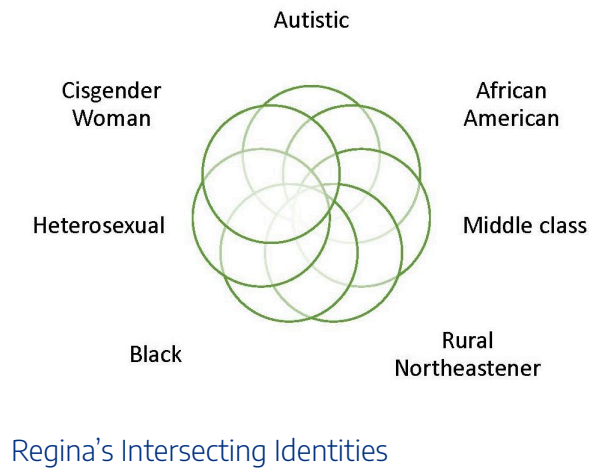 Autistic
Cisgender
Woman
African
American
Heterosexual
Middle class
Black
Rural
Northeastener
Regina’s Intersecting Identities